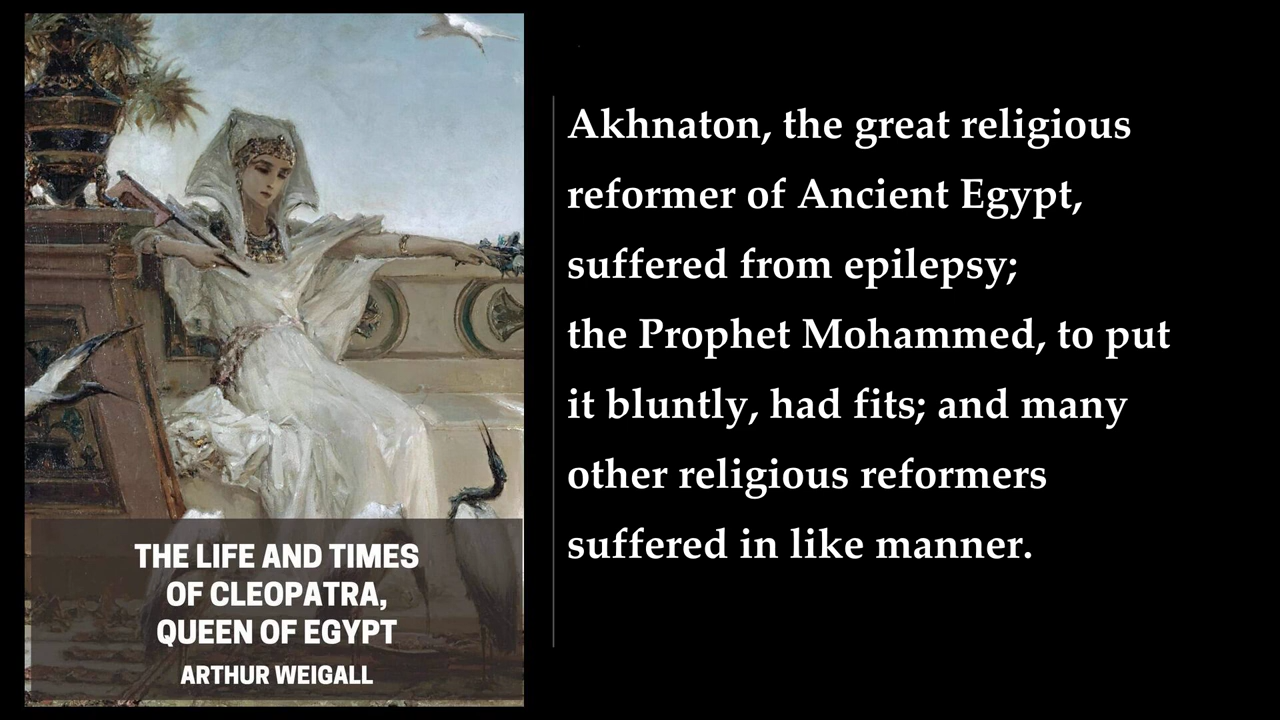 THE LIFE AND TIMES
OF CLEOPATRA,
QUEEN OF EGYPT
ARTHUR WEIGALL
Akhnaton, the great religious
reformer of Ancient Egypt,
suffered from epilepsy;
the Prophet Mohammed, to put
it bluntly, had fits; and many
other religious reformers
suffered in like manner.